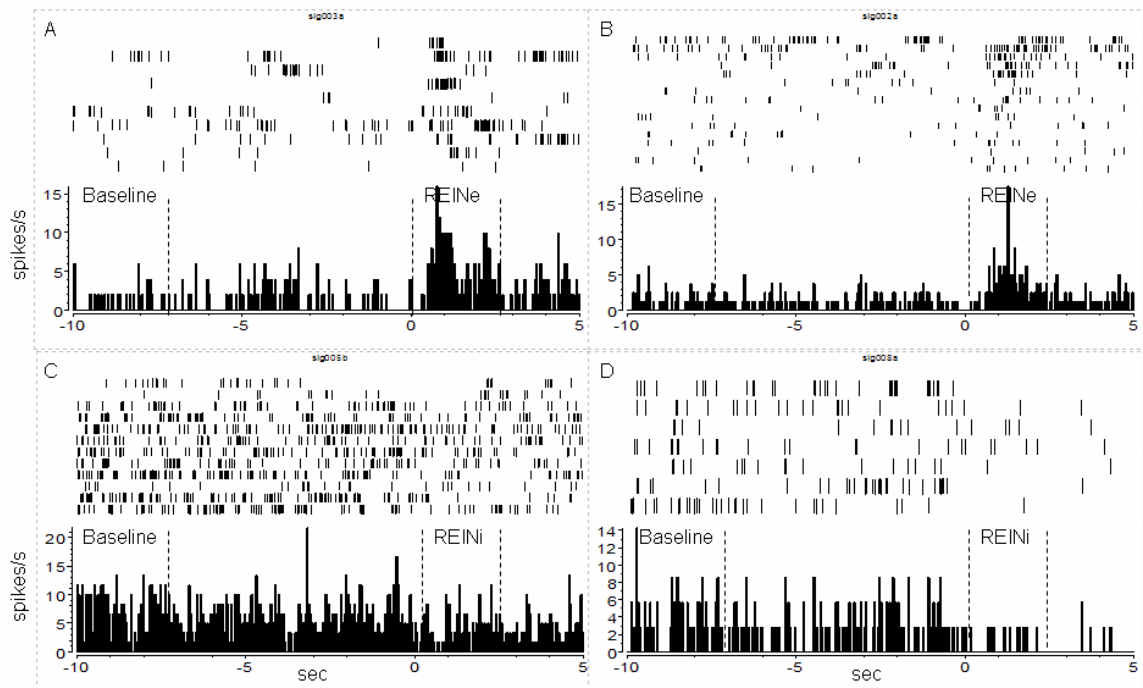 A
sig003a
15
Baseline
REINe
10
spikes/s
5
0
-10
-5
0
5
B
sig002a
Baseline
REINe
15
10
5
0
-10
-5
0
5
C
sig005b
20
Baseline
REINi
15
10
spikes/s
5
0
-10
-5
0
5
sec
D
sig008a
14
Baseline
REINi
12
10
8
6
4
2
0
-10
-5
0
5
sec